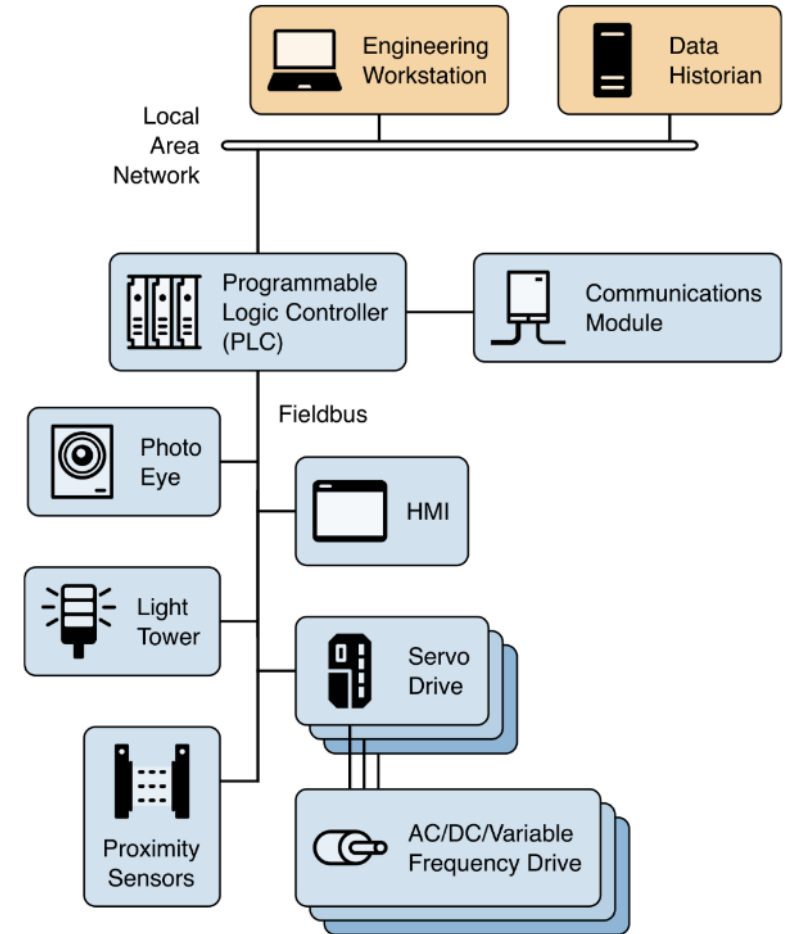 Engineering
Workstation
Data
Historian
Local
Area
Network
Programmable
Logic Controller
(PLC)
Communications
Module
Fieldbus
Photo
Eye
HMI
Light
Tower
Servo
Drive
Proximity
Sensors
AC/DC/Variable
Frequency Drive